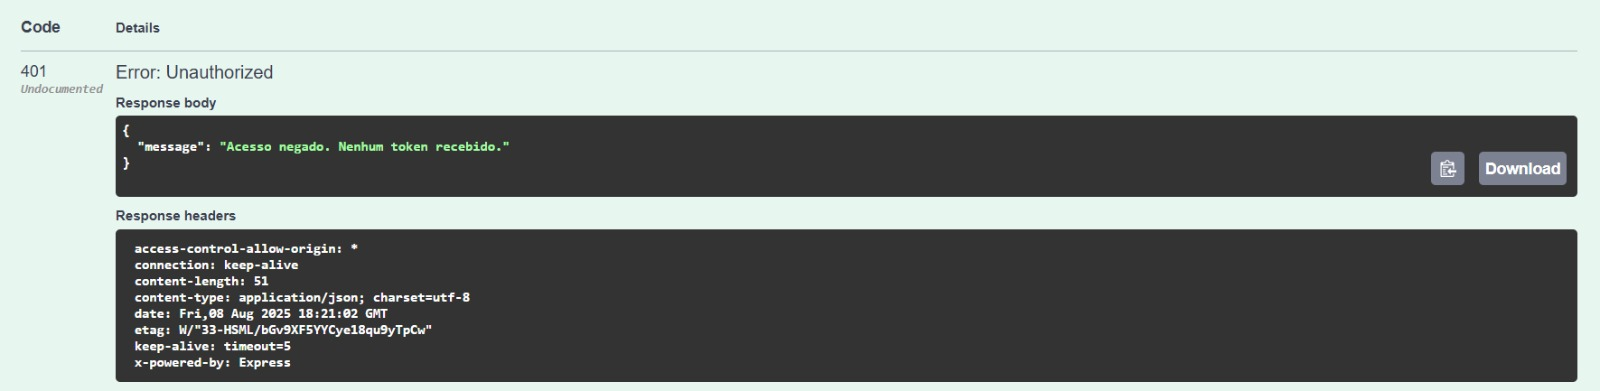 Code Details
401 Error: Unauthorized
Undocumented
Response body
{
"message": "Acesso negado. Nenhum token recebido."
}
Download
Response headers
access-control-allow-origin: *
connection: keep-alive
content-length: 51
content-type: application/json; charset=utf-8
date: Fri,08 Aug 2025 18:21:02 GMT
etag: W/"33-HSML/bGv9XF5YYCye18qu9yTpCw"
keep-alive: timeout=5
x-powered-by: Express